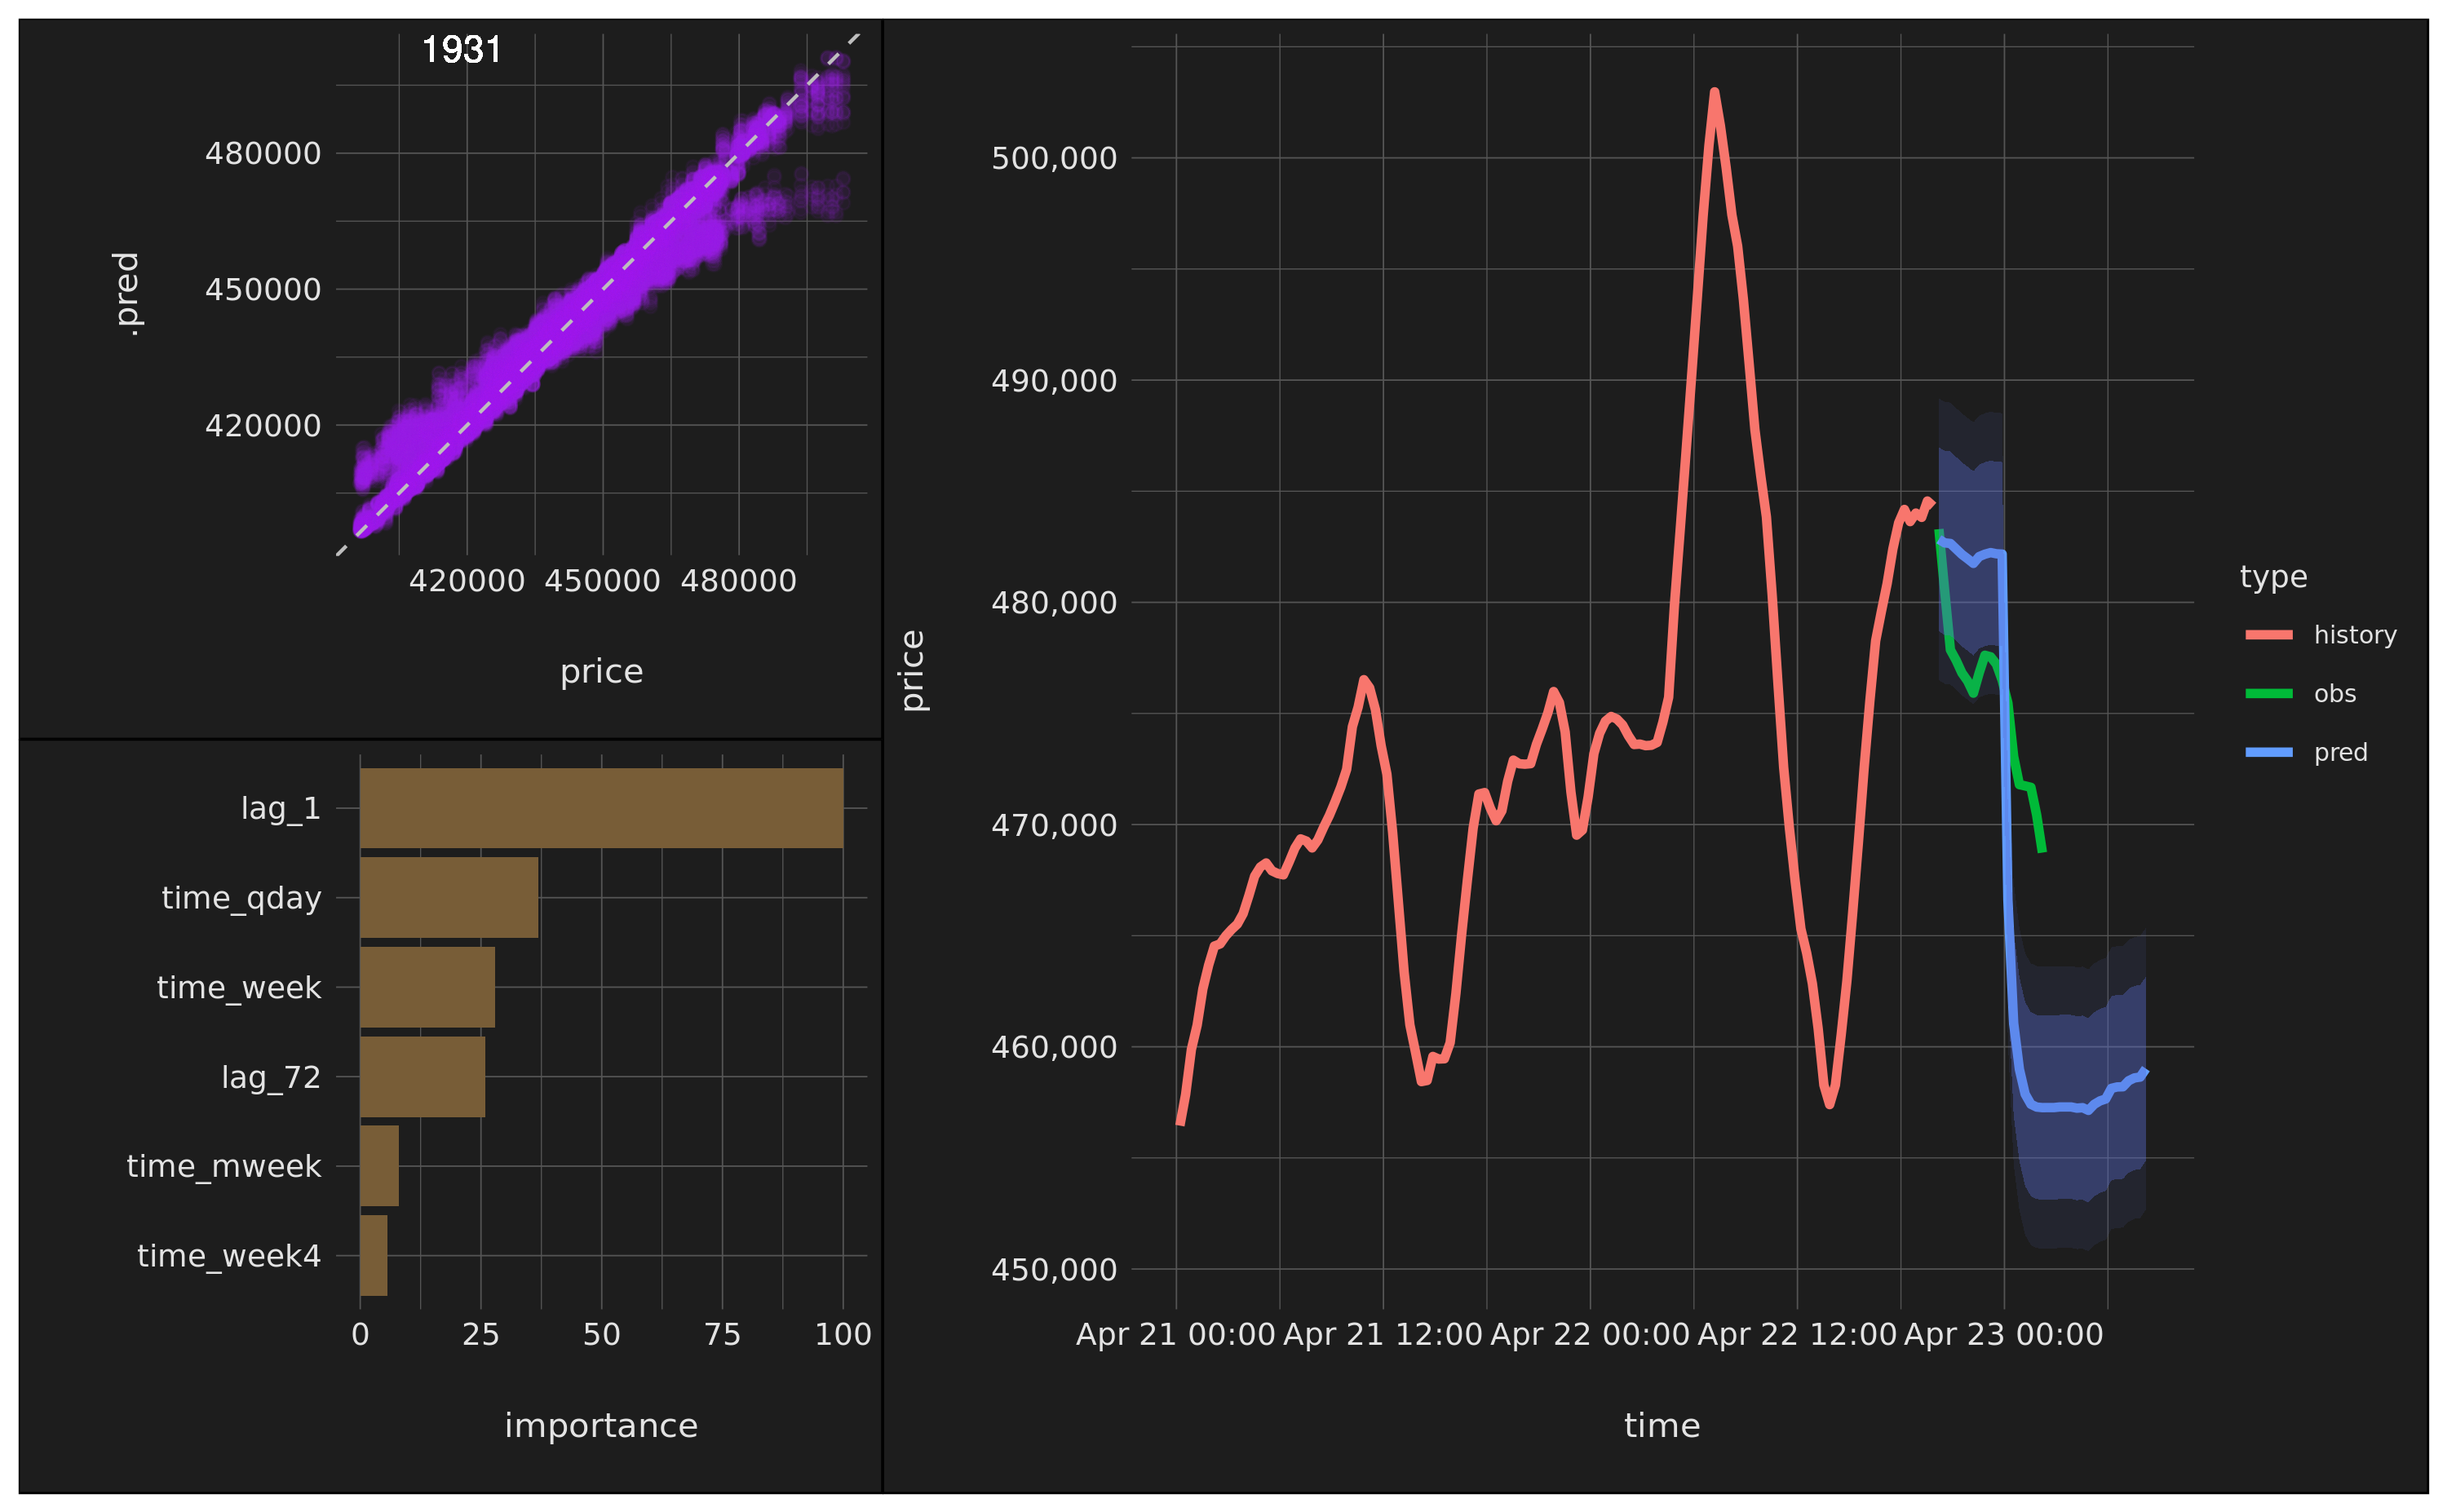 1931
480000
450000
420000
.pred
420000 450000 480000
price
lag_1
time_qday
time_week
lag_72
time_mweek
time_week4
0 25 50 75 100
importance
500,000
490,000
480,000
470,000
460,000
450,000
price
Apr 21 00:00 Apr 21 12:00 Apr 22 00:00 Apr 22 12:00 Apr 23 00:00
time
type
history
obs
pred